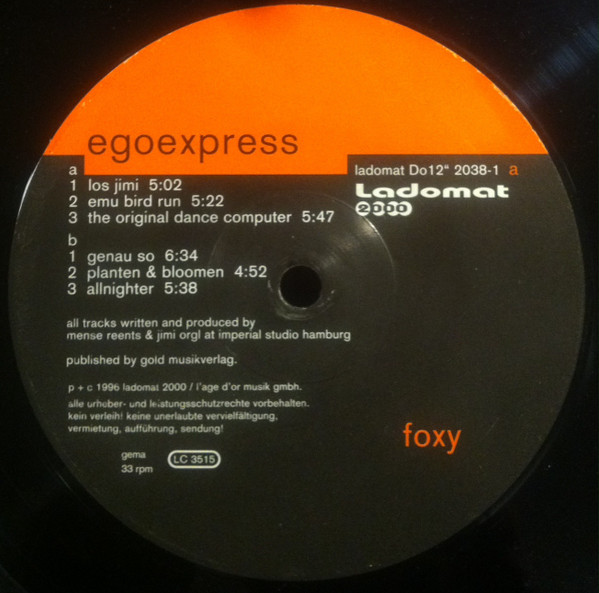 egoexpress
ladomat Do12“ 2038-1 a
Ladomat
2000
a
1 los jimi 5:02
2 emu bird run 5:22
3 the original dance computer 5:47
b
1 genau so 6:34
2 planten & bloomen 4:52
3 allnighter 5:38
all tracks written and produced by
mense reents & jimi orgl at imperial studio hamburg
published by gold musikverlag.
p + c 1996 ladomat 2000 / l'age d'or musik gmbh.
alle urheber- und leistungsschutzrechte vorbehalten.
kein verleih! keine unerlaubte vervielfältigung,
vermietung, aufführung, sendung!
foxy
gema
33 rpm
LC 3515